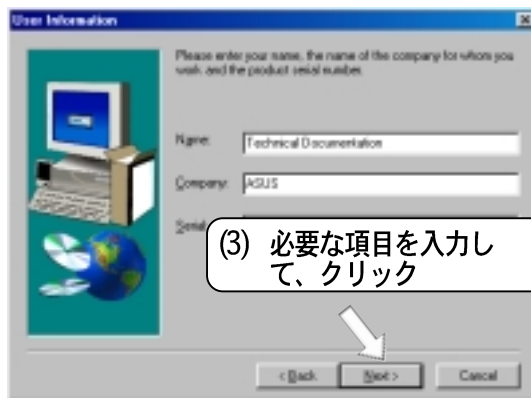 User Information
Please enter your name, the name of the company for whom you
work and the product serial number.
Name:
Technical Documentation
Company:
ASUS
Serial
(3) 必要な項目を入力し
て、クリック
< Back
Next >
Cancel